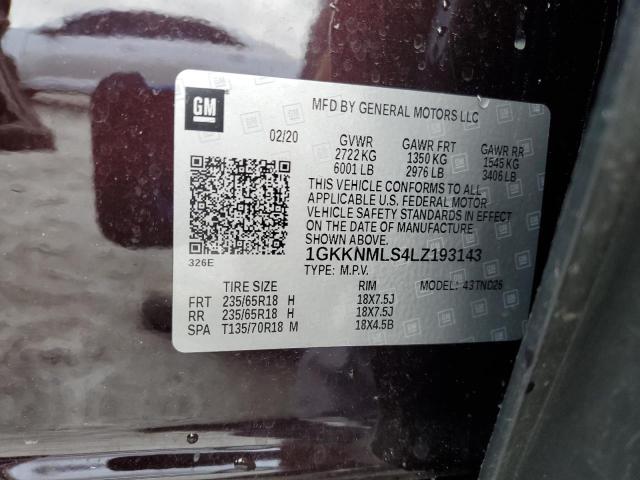 GM
MFD BY GENERAL MOTORS LLC
02/20 GVWR GAWR FRT GAWR RR
2722 KG 1350 KG 1545 KG
6001 LB 2976 LB 3406 LB
THIS VEHICLE CONFORMS TO ALL
APPLICABLE U.S. FEDERAL MOTOR
VEHICLE SAFETY STANDARDS IN EFFECT
ON THE DATE OF MANUFACTURE
SHOWN ABOVE.
1GKKNMLS4LZ193143
326E
TYPE: M.P.V. MODEL: 43TND26
TIRE SIZE RIM
FRT 235/65R18 H 18X7.5J
RR 235/65R18 H 18X7.5J
SPA T135/70R18 M 18X4.5B